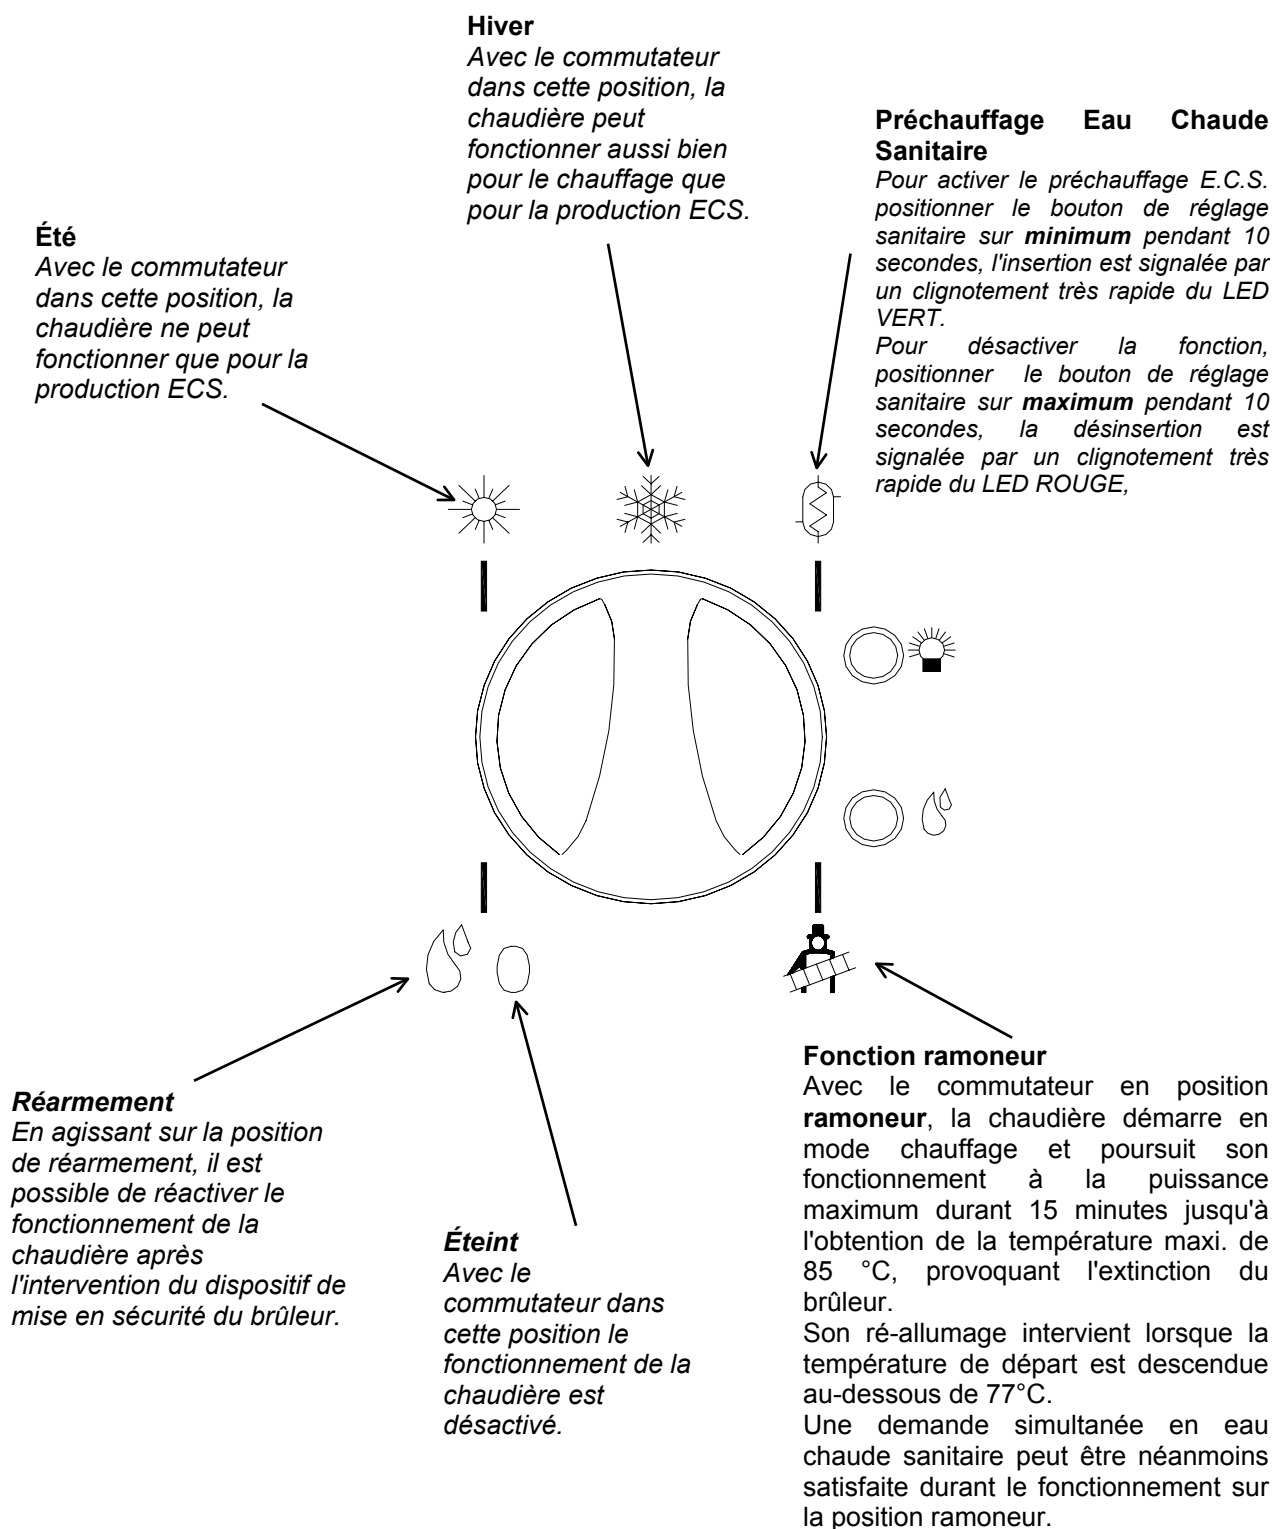 Hiver
Avec le commutateur
dans cette position, la
chaudière peut
fonctionner aussi bien
pour le chauffage que
pour la production ECS.
Préchauffage Eau Chaude
Sanitaire
Pour activer le préchauffage E.C.S.
positionner le bouton de réglage
sanitaire sur minimum pendant 10
secondes, l'insertion est signalée par
un clignotement très rapide du LED
VERT.
Pour désactiver la fonction,
positionner le bouton de réglage
sanitaire sur maximum pendant 10
secondes, la désinsertion est
signalée par un clignotement très
rapide du LED ROUGE,
Été
Avec le commutateur
dans cette position, la
chaudière ne peut
fonctionner que pour la
production ECS.
Réarmement
En agissant sur la position
de réarmement, il est
possible de réactiver le
fonctionnement de la
chaudière après
l'intervention du dispositif de
mise en sécurité du brûleur.
Éteint
Avec le
commutateur dans
cette position le
fonctionnement de la
chaudière est
désactivé.
Fonction ramoneur
Avec le commutateur en position
ramoneur, la chaudière démarre en
mode chauffage et poursuit son
fonctionnement à la puissance
maximum durant 15 minutes jusqu'à
l'obtention de la température maxi. de
85 °C, provoquant l'extinction du
brûleur.
Son ré-allumage intervient lorsque la
température de départ est descendue
au-dessous de 77°C.
Une demande simultanée en eau
chaude sanitaire peut être néanmoins
satisfaite durant le fonctionnement sur
la position ramoneur.